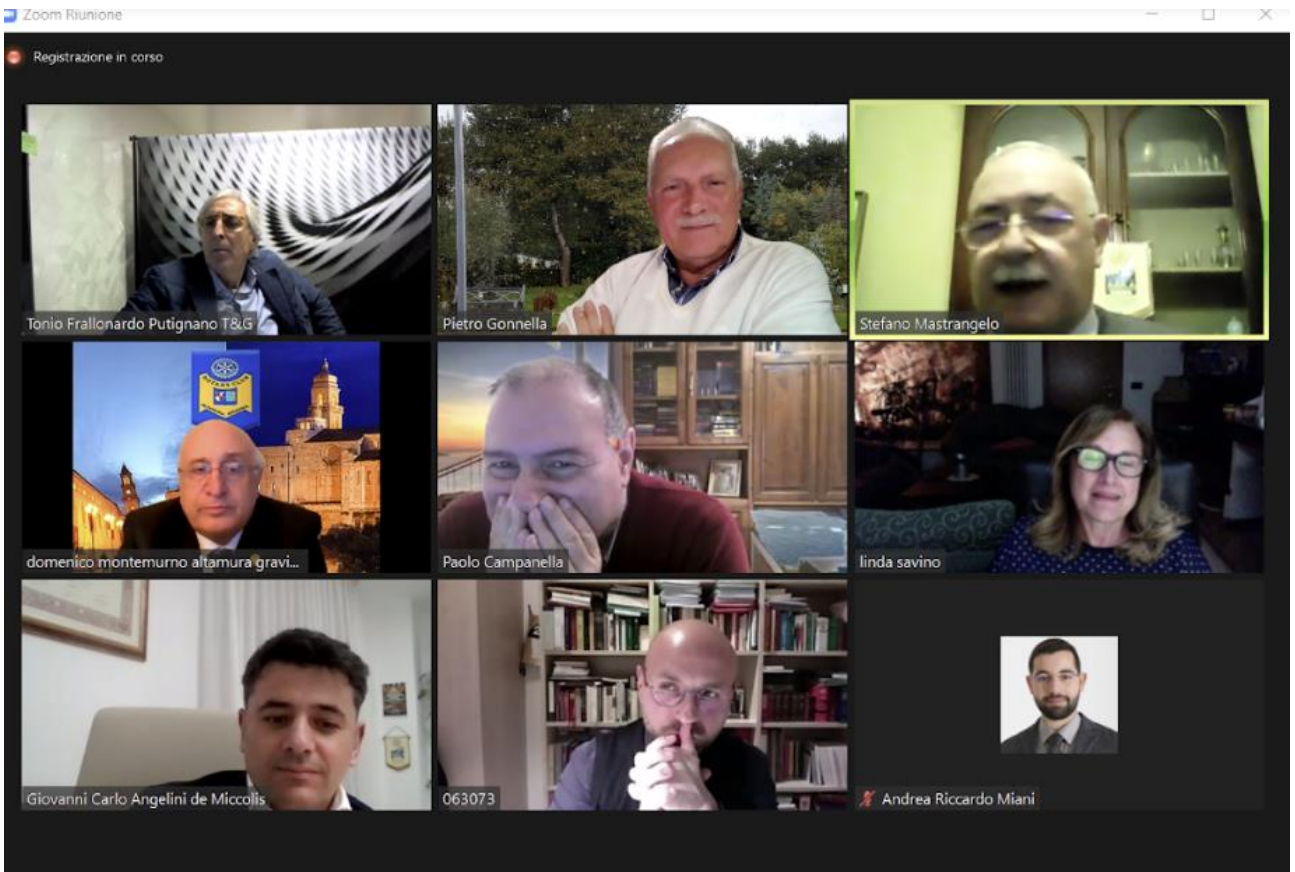 Zoom Riunione
Registrazione in corso
Tonio Frallonardo Putignano T&G
Pietro Gonnella
Stefano Mastrangelo
domenico montemurno altamura gravi...
Paolo Campanella
linda savino
Giovanni Carlo Angelini de Miccolis
063073
Andrea Riccardo Miani